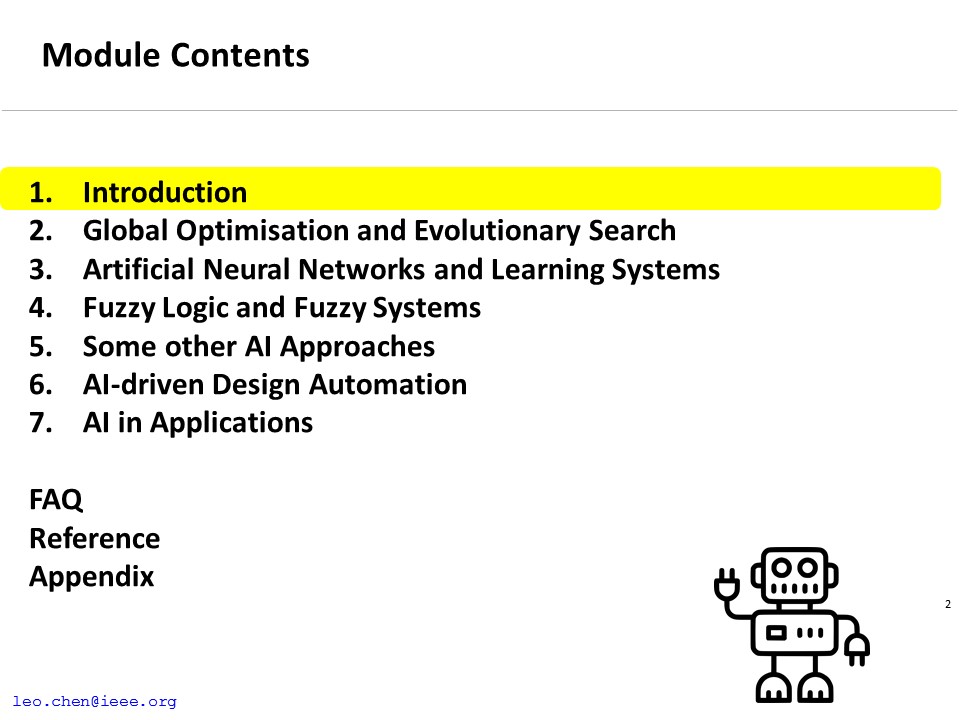 Module Contents
1. Introduction
2. Global Optimisation and Evolutionary Search
3. Artificial Neural Networks and Learning Systems
4. Fuzzy Logic and Fuzzy Systems
5. Some other AI Approaches
6. AI-driven Design Automation
7. AI in Applications
FAQ
Reference
Appendix
2
leo.chen@ieee.org